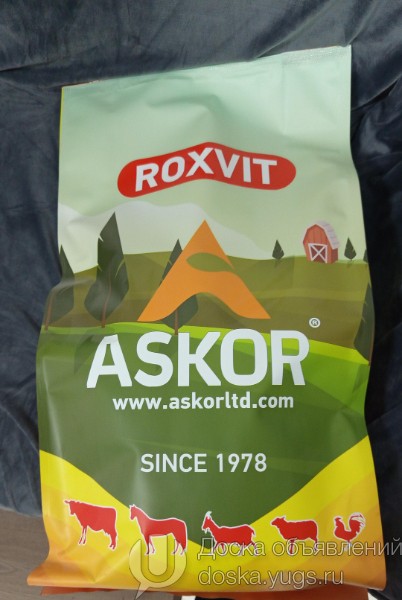 ROXVIT
ASKOR®
www.askorltd.com
SINCE 1978
Доска объявлений
doska.yugs.ru